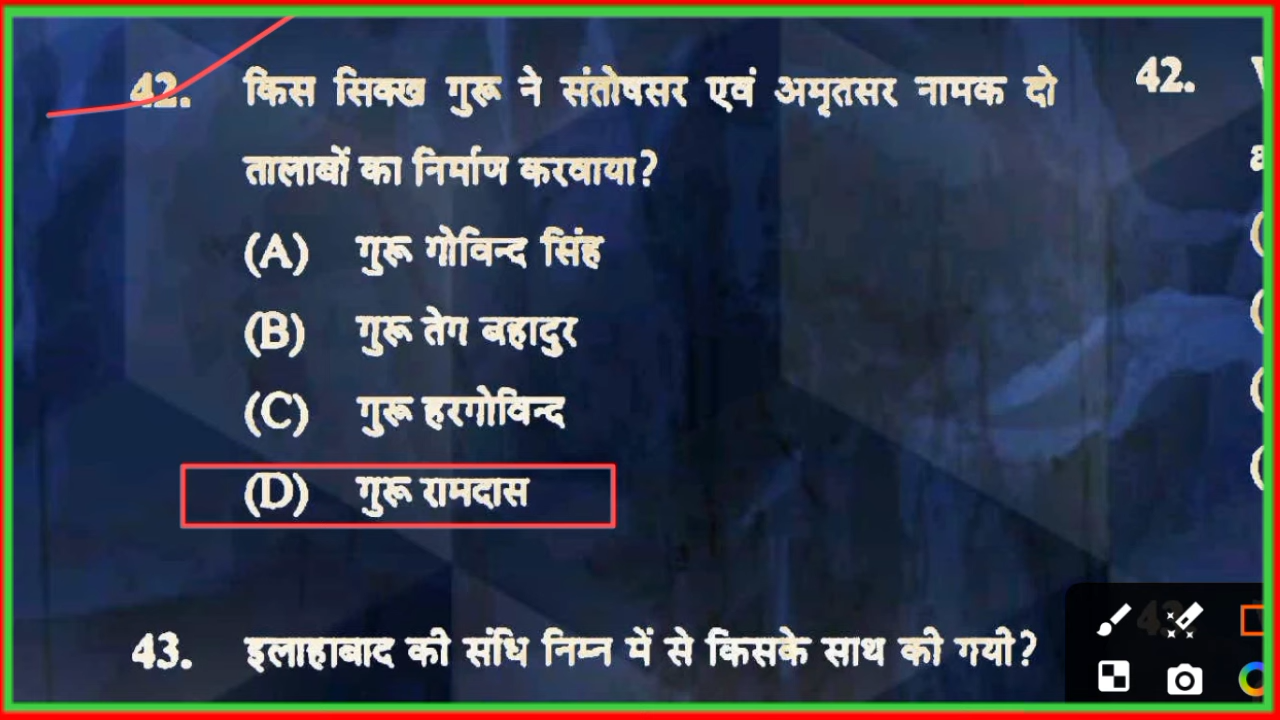 42. किस सिक्ख गुरू ने संतोषसर एवं अमृतसर नामक दो
तालाबों का निर्माण करवाया?
(A) गुरू गोविन्द सिंह
(B) गुरू तेग बहादुर
(C) गुरू हरगोविन्द
(D) गुरू रामदास
43. इलाहाबाद की संधि निम्न में से किसके साथ की गयी?
42.